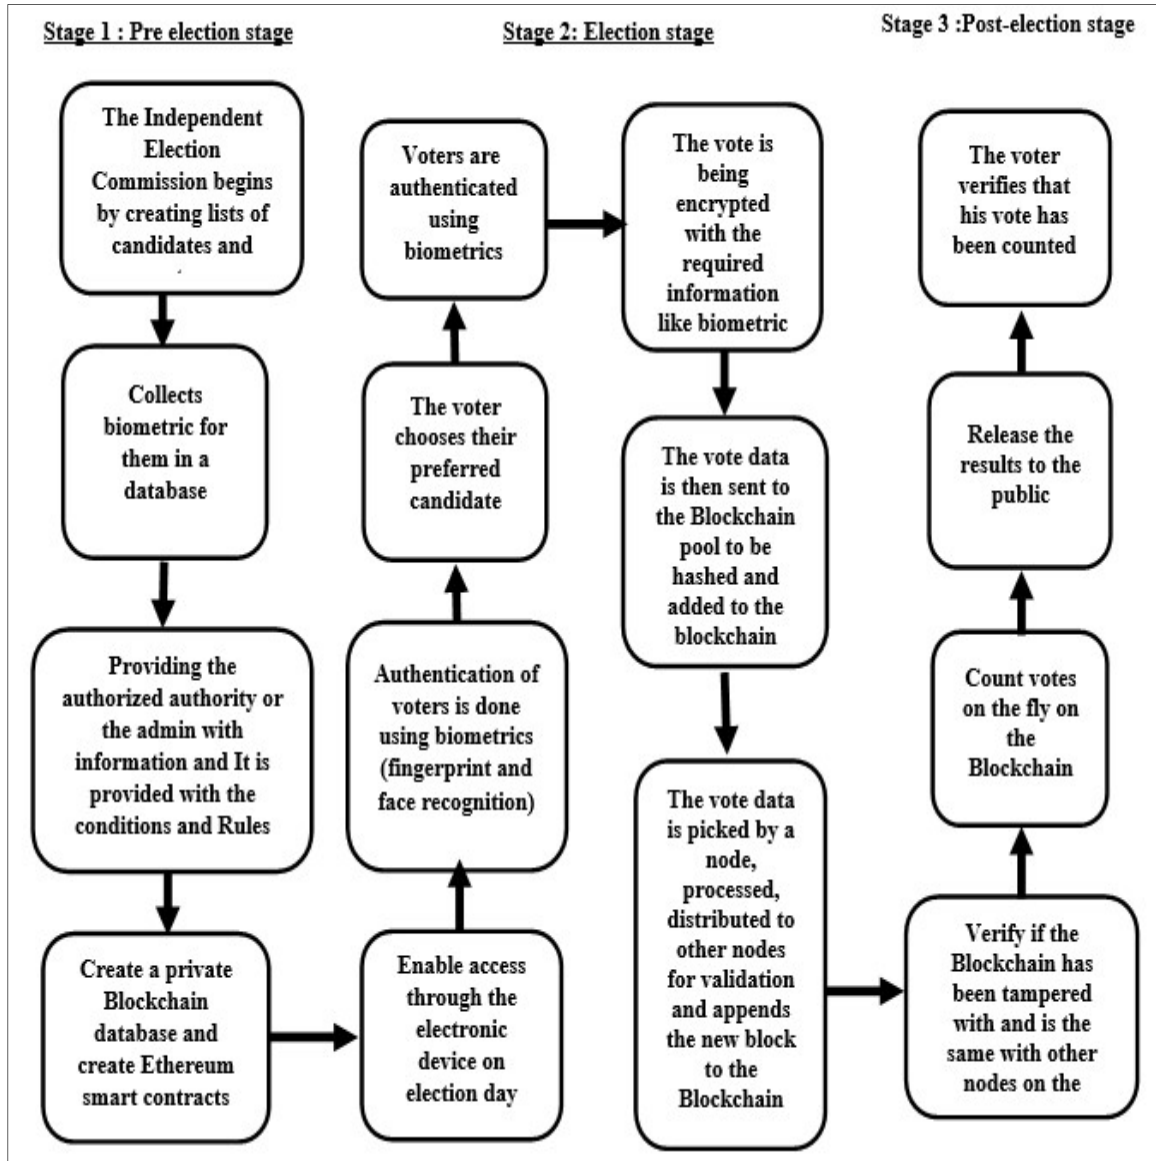 Stage 1 : Pre election stage
The Independent
Election
Commission begins
by creating lists of
candidates and
Collects
biometric for
them in a
database
Providing the
authorized authority or
the admin with
information and It is
provided with the
conditions and Rules
Create a private
Blockchain
database and
create Ethereum
smart contracts
Stage 2: Election stage
Enable access
through the
electronic
device on
election day
Authentication of
voters is done
using biometrics
(fingerprint and
face recognition)
The voter
chooses their
preferred
candidate
Voters are
authenticated
using
biometrics
The vote is
being
encrypted
with the
required
information
like biometric
The vote data
is then sent to
the Blockchain
pool to be
hashed and
added to the
blockchain
The vote data
is picked by a
node,
processed,
distributed to
other nodes
for validation
and appends
the new block
to the
Blockchain
Stage 3 :Post-election stage
Verify if the
Blockchain has
been tampered
with and is the
same with other
nodes on the
Count votes
on the fly on
the
Blockchain
Release the
results to the
public
The voter
verifies that
his vote has
been counted